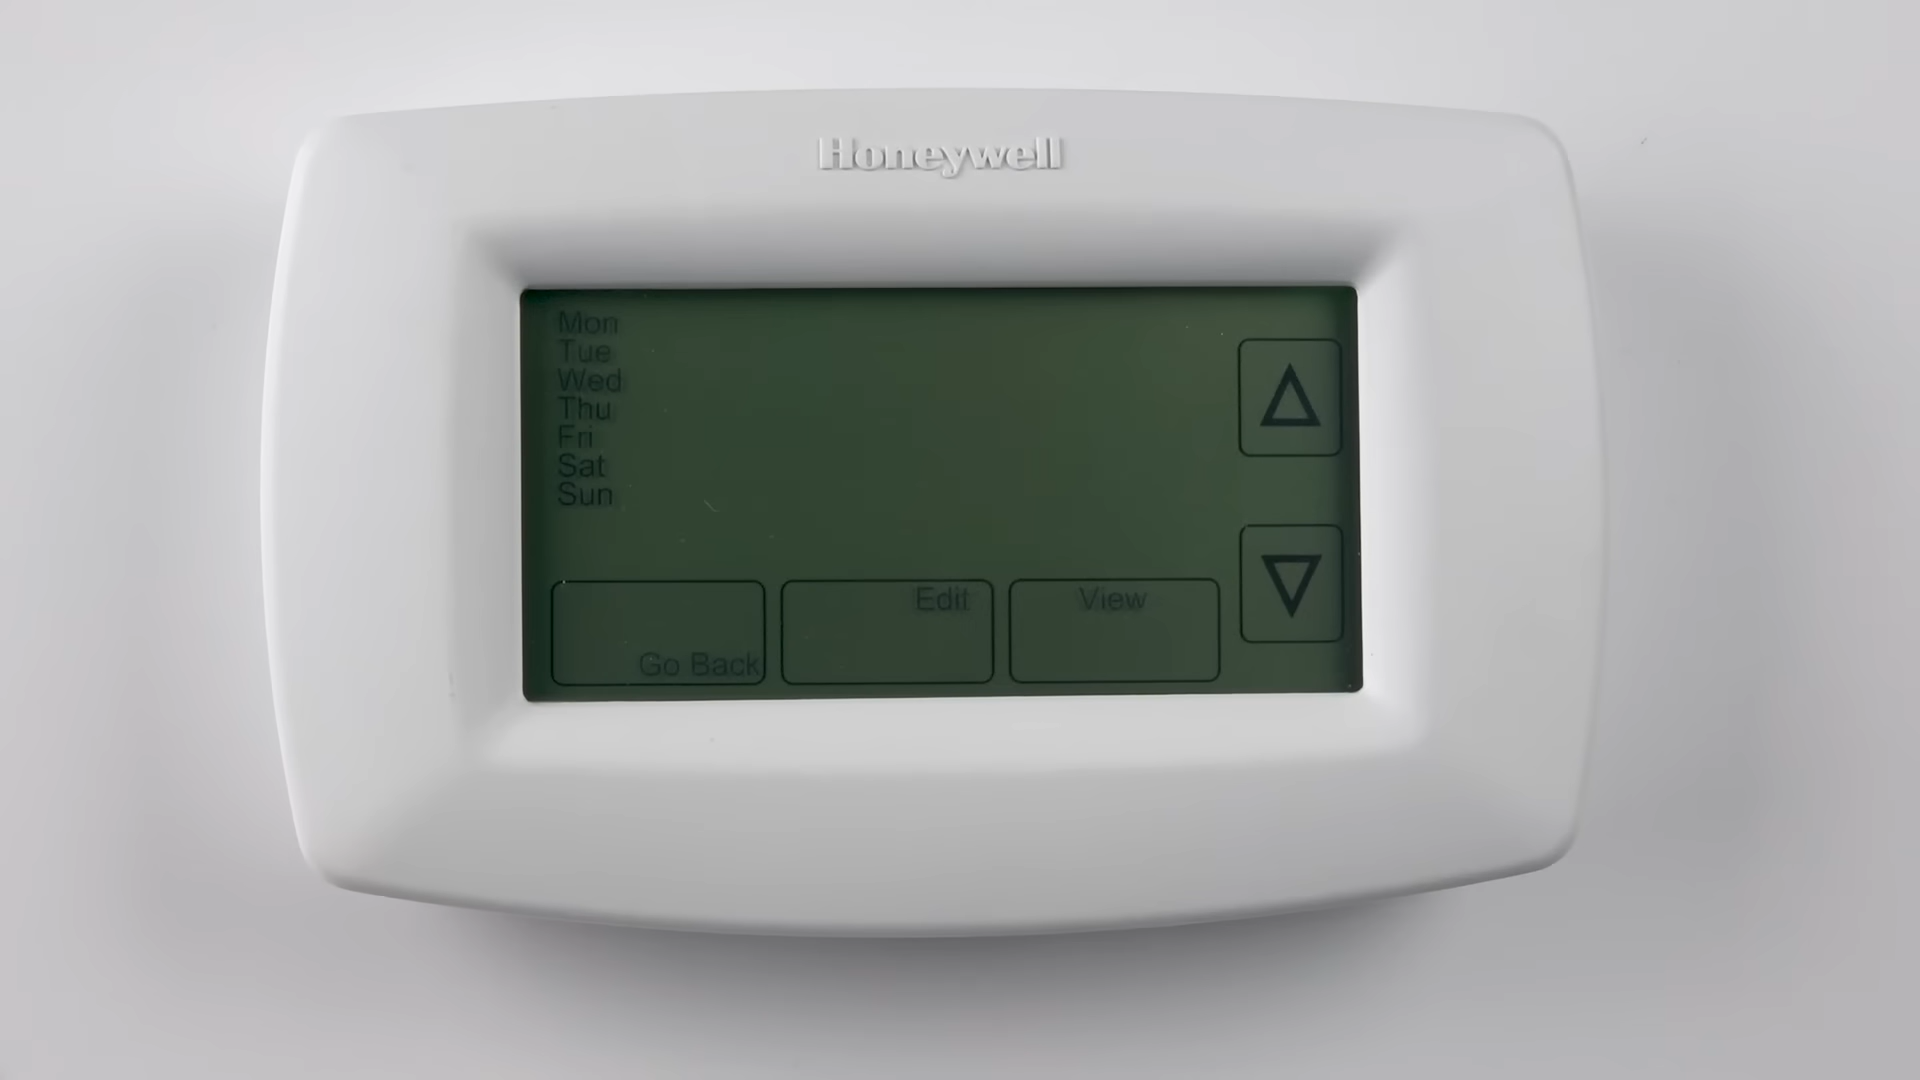 Honeywell
Mon
Tue
Wed
Thu
Fri
Sat
Sun
Edit
View
Go Back